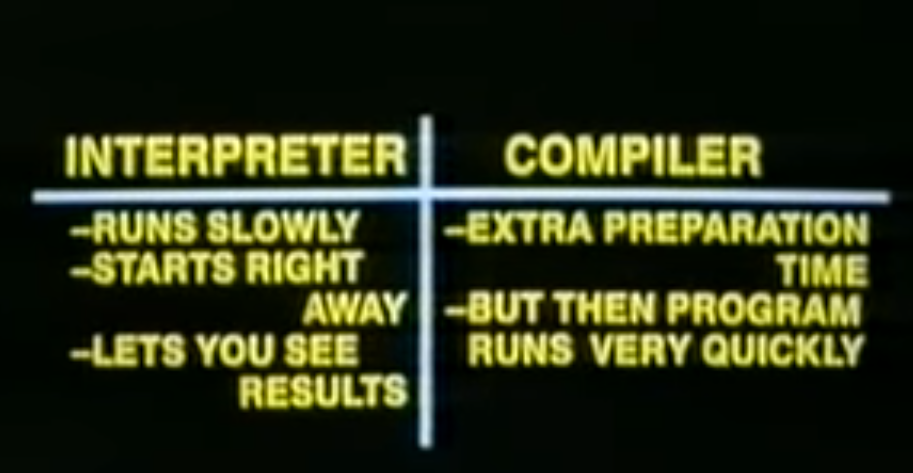 INTERPRETER
–RUNS SLOWLY
–STARTS RIGHT
AWAY
–LETS YOU SEE
RESULTS
COMPILER
–EXTRA PREPARATION
TIME
–BUT THEN PROGRAM
RUNS VERY QUICKLY